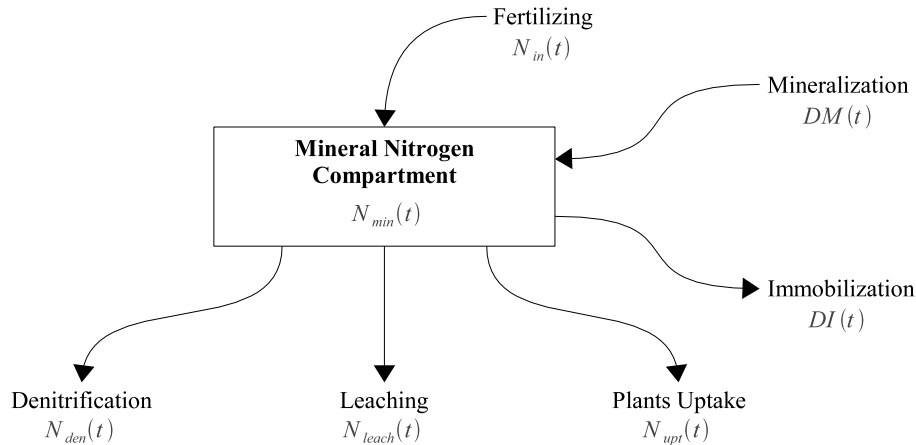 Fertilizing
N_in(t)
Mineralization
DM(t)
Mineral Nitrogen
Compartment
N_min(t)
Immobilization
DI(t)
Denitrification
N_den(t)
Leaching
N_leach(t)
Plants Uptake
N_upt(t)